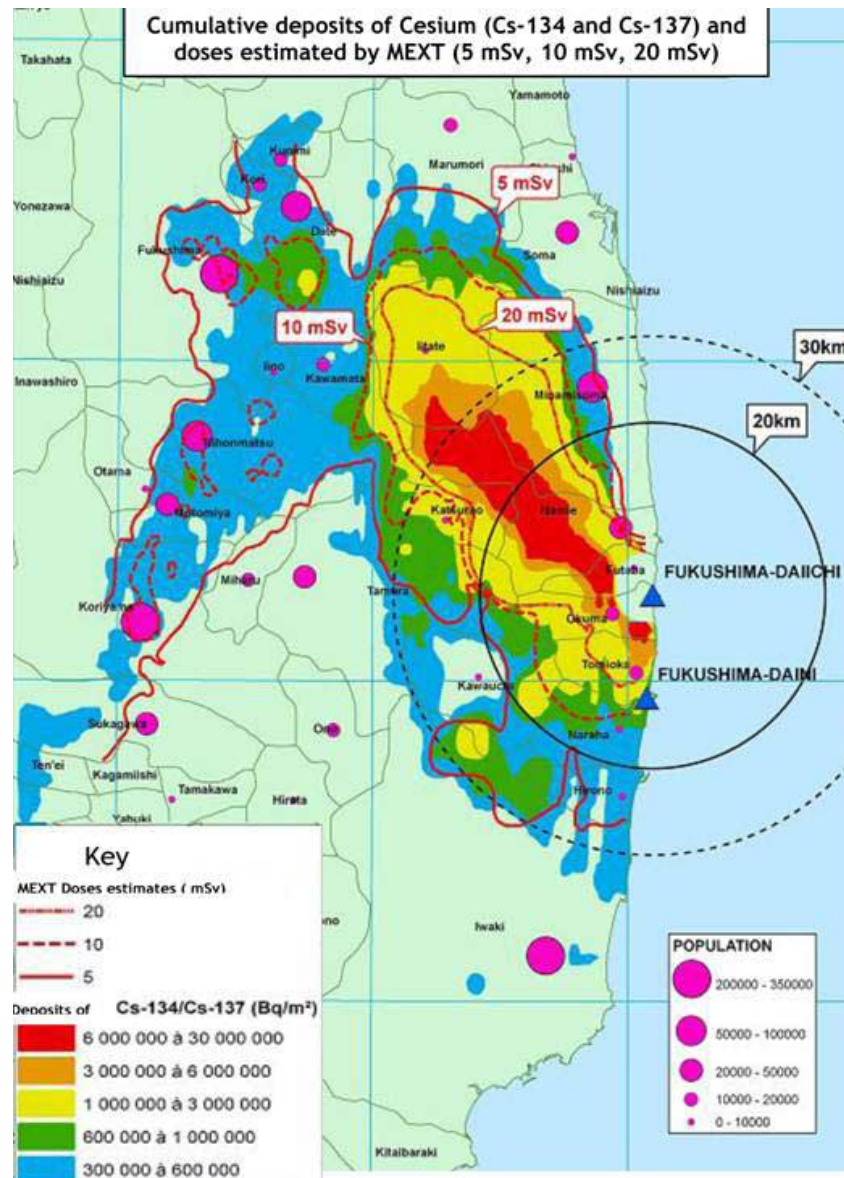 Cumulative deposits of Cesium (Cs-134 and Cs-137) and
doses estimated by MEXT (5 mSv, 10 mSv, 20 mSv)
Takahata
Yamamoto
Kunimi
Marumori
Kori
Yonezawa
5 mSv
Date
Fukushima
Soma
Nishiaizu
Nishiaizu
10 mSv
20 mSv
Iitate
30km
Iino
Kawamata
Inawashiro
Minamisoma
20km
Nihonmatsu
Otama
Motomiya
Katsurao
Namie
Futaba
FUKUSHIMA-DAIICHI
Miharu
Tamura
Koriyama
Okuma
Tomioka
FUKUSHIMA-DAINI
Kawauchi
Sukagawa
Ono
Naraha
Ten'ei
Kagamiishi
Tamakawa
Hirata
Hirono
Yabuki
Key
MEXT Doses estimates ( mSv)
20
10
5
Iwaki
Deposits of Cs-134/Cs-137 (Bq/m²)
6 000 000 à 30 000 000
3 000 000 à 6 000 000
1 000 000 à 3 000 000
600 000 à 1 000 000
300 000 à 600 000
POPULATION
200000 - 350000
50000 - 100000
20000 - 50000
10000 - 20000
0 - 10000
Kitaibaraki